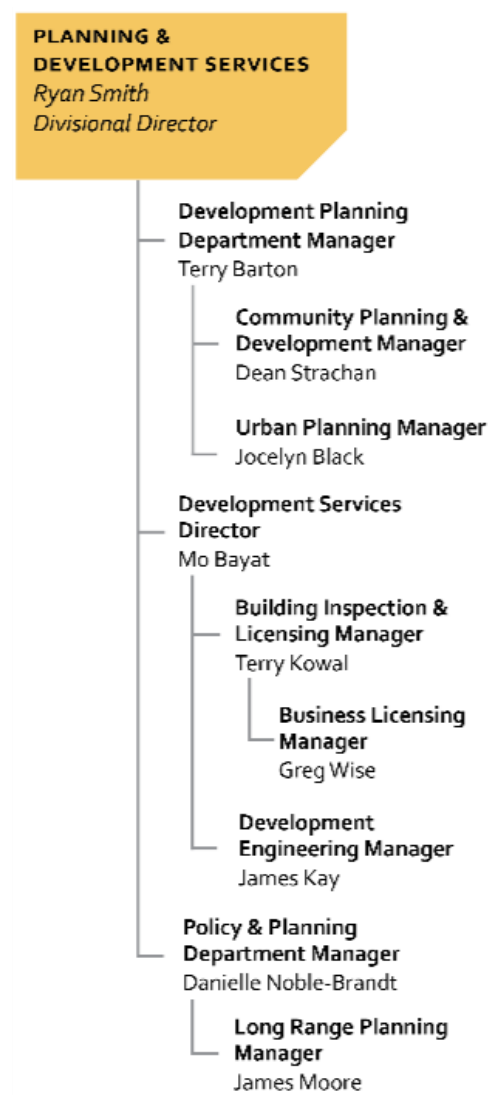 PLANNING &
DEVELOPMENT SERVICES
Ryan Smith
Divisional Director
Development Planning
Department Manager
Terry Barton
Community Planning &
Development Manager
Dean Strachan
Urban Planning Manager
Jocelyn Black
Development Services
Director
Mo Bayat
Building Inspection &
Licensing Manager
Terry Kowal
Business Licensing
Manager
Greg Wise
Development
Engineering Manager
James Kay
Policy & Planning
Department Manager
Danielle Noble-Brandt
Long Range Planning
Manager
James Moore